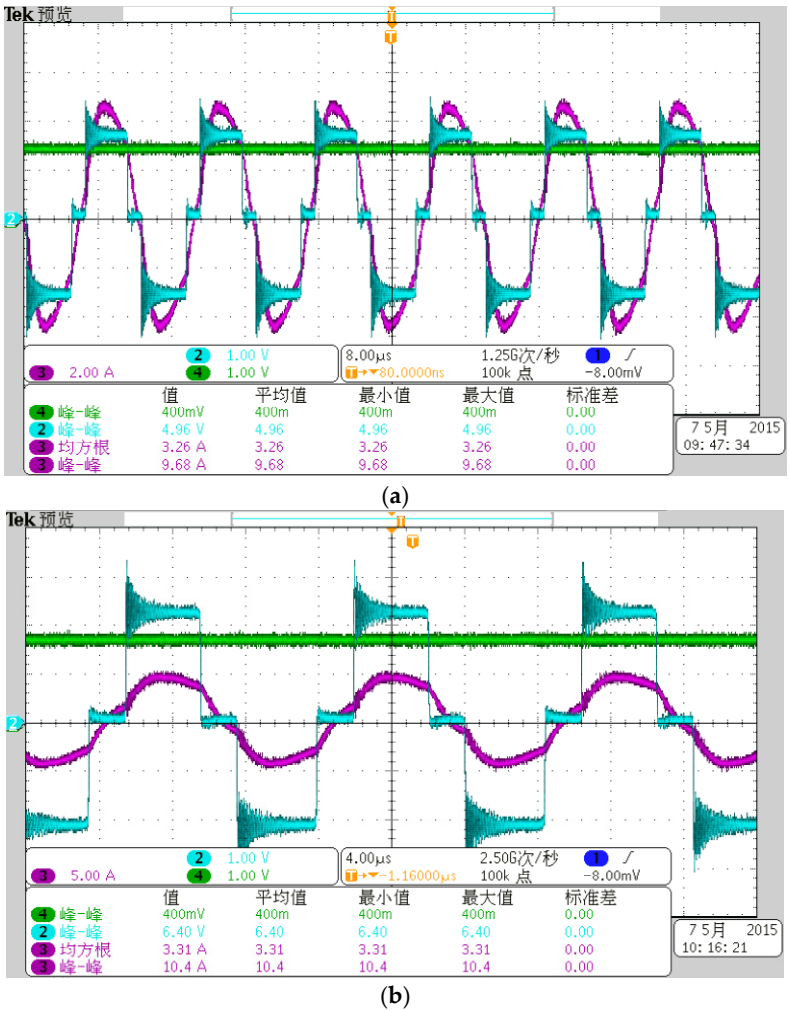 Tek 预览
T
T
2
2 1.00 V
3 2.00 A 4 1.00 V
8.00µs 1.25G次/秒 1 ∫
T→▼80.0000ns 100k 点 −8.00mV
值 平均值 最小值 最大值 标准差
4 峰−峰 400mV 400m 400m 400m 0.00
2 峰−峰 4.96 V 4.96 4.96 4.96 0.00
3 均方根 3.26 A 3.26 3.26 3.26 0.00
3 峰−峰 9.68 A 9.68 9.68 9.68 0.00
7 5月 2015
09:47:34
(a)
Tek 预览
T
T
2
2 1.00 V
3 5.00 A 4 1.00 V
4.00µs 2.50G次/秒 1 ∫
T→▼−1.16000µs 100k 点 −8.00mV
值 平均值 最小值 最大值 标准差
4 峰−峰 400mV 400m 400m 400m 0.00
2 峰−峰 6.40 V 6.40 6.40 6.40 0.00
3 均方根 3.31 A 3.31 3.31 3.31 0.00
3 峰−峰 10.4 A 10.4 10.4 10.4 0.00
7 5月 2015
10:16:21
(b)